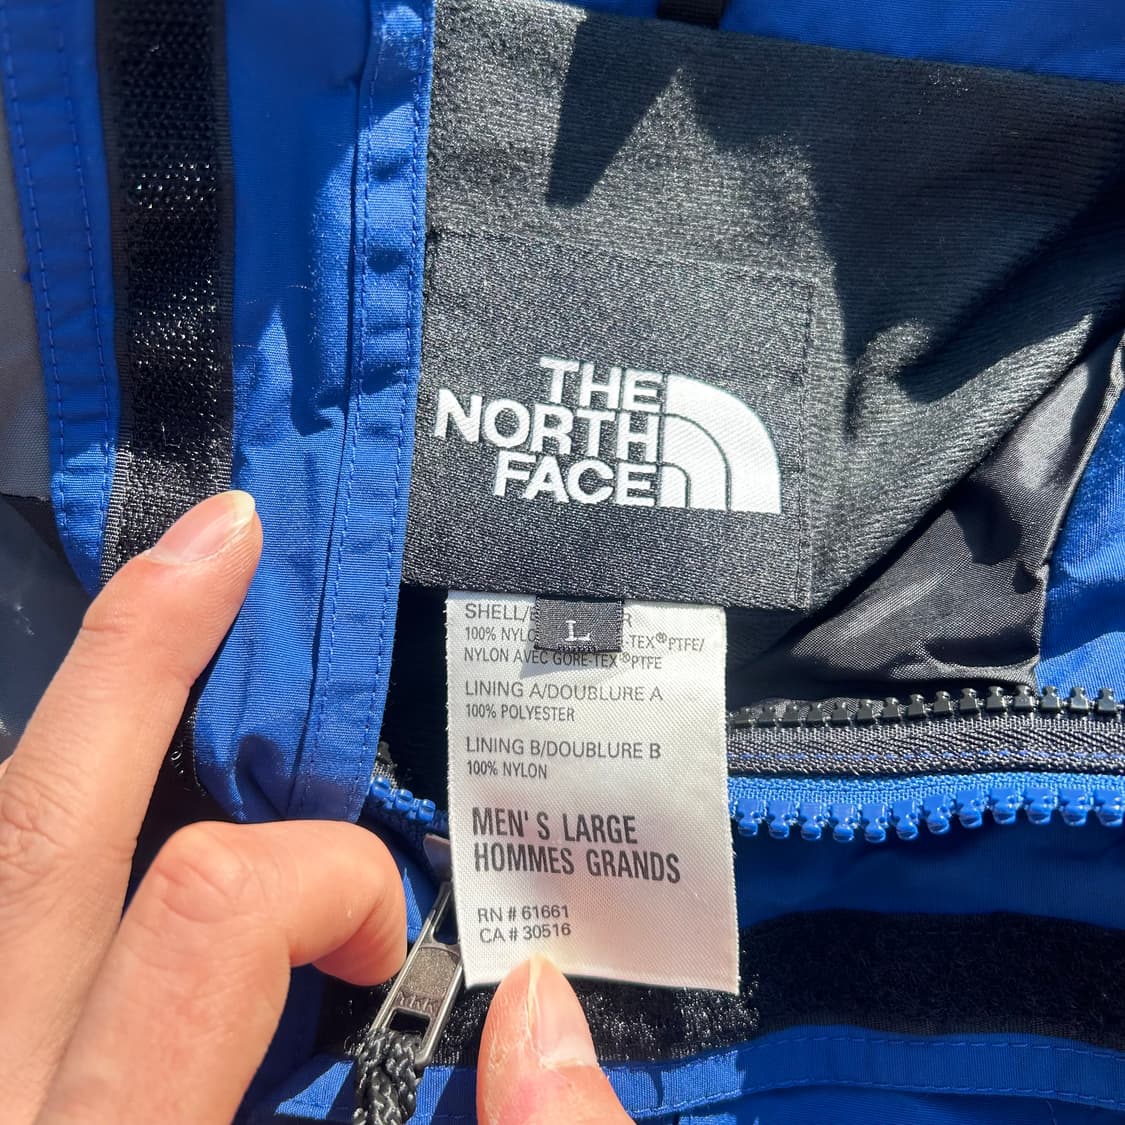 THE
NORTH
FACE
L
SHELL/
100% NYLO -TEX®PTFE/
NYLON AVEC GORE-TEX®PTFE
LINING A/DOUBLURE A
100% POLYESTER
LINING B/DOUBLURE B
100% NYLON
MEN'S LARGE
HOMMES GRANDS
RN # 61661
CA # 30516
YKK